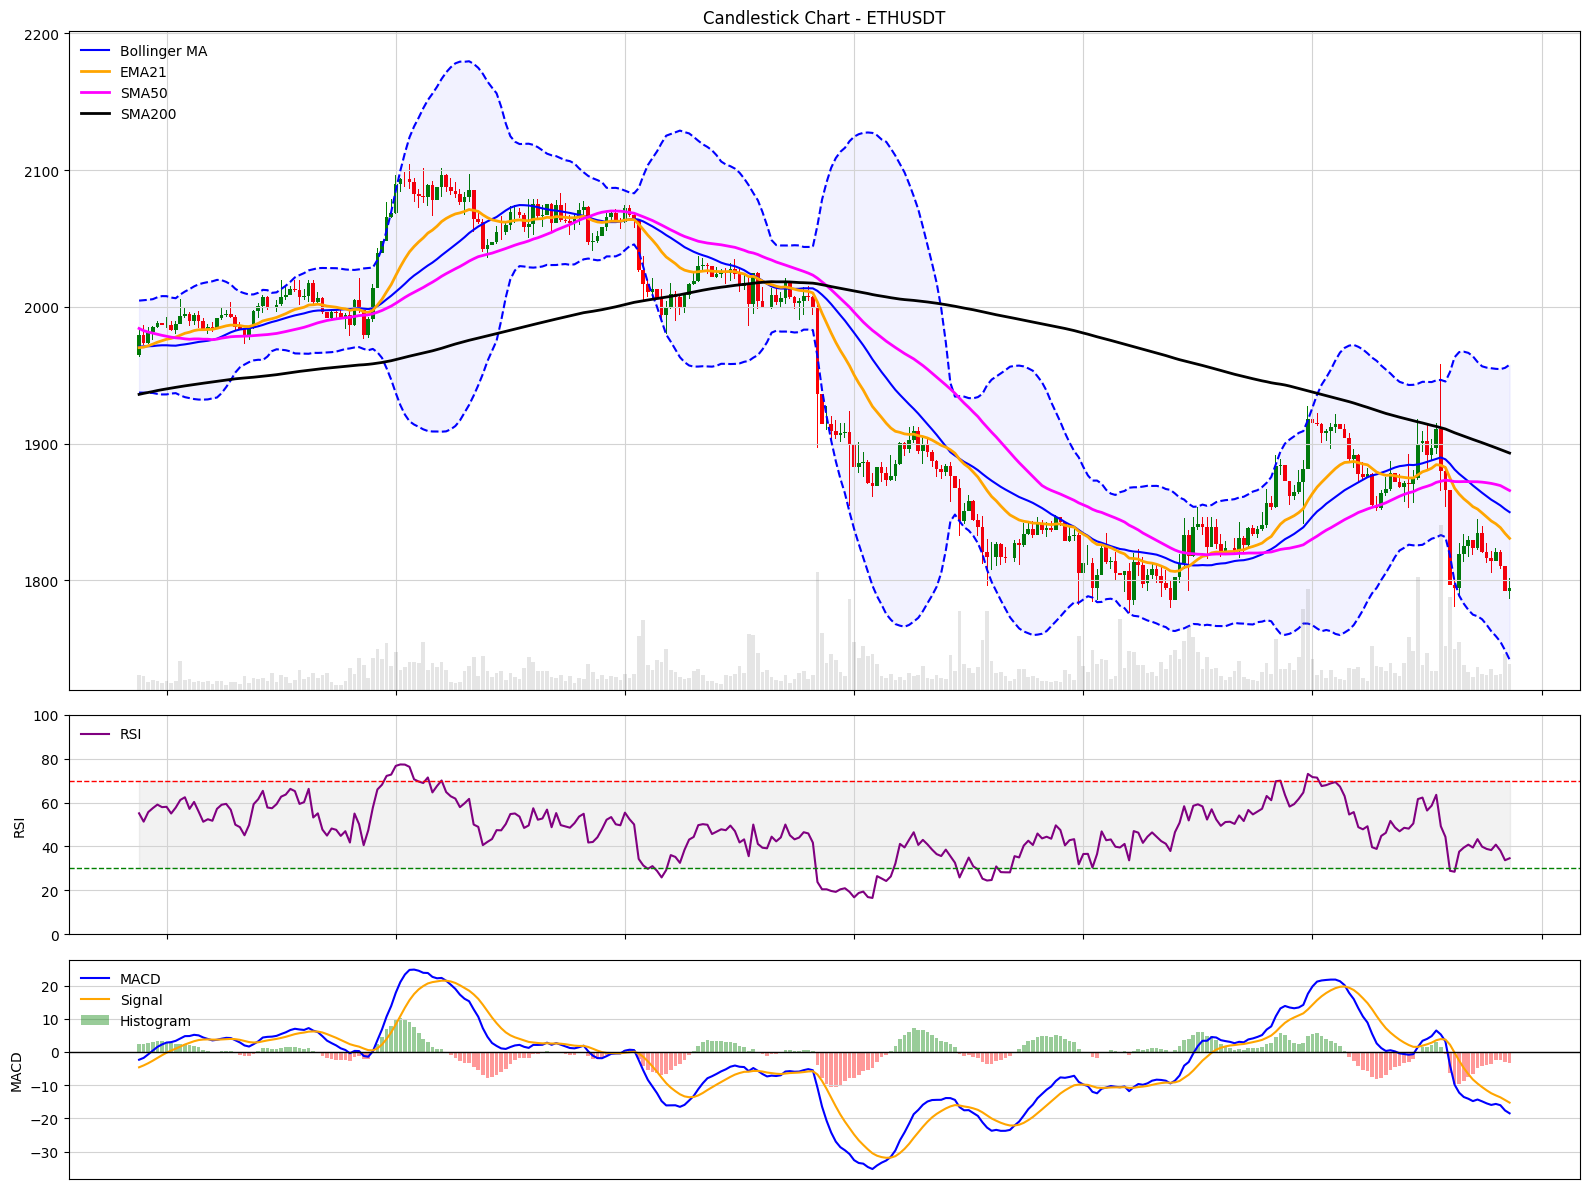 Candlestick Chart - ETHUSDT
2200
2100
2000
1900
1800
Bollinger MA
EMA21
SMA50
SMA200
100
80
60
40
20
0
RSI
RSI
20
10
0
−10
−20
−30
MACD
MACD
Signal
Histogram